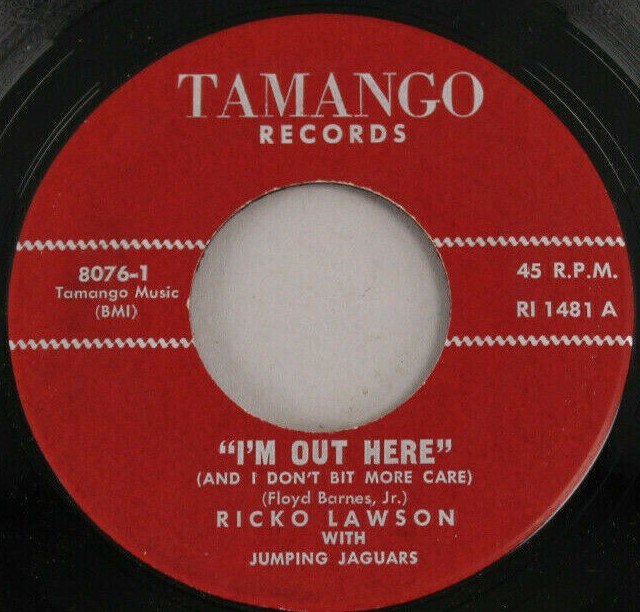 TAMANGO
RECORDS
8076-1
Tamango Music
(BMI)
45 R.P.M.
RI 1481 A
"I'M OUT HERE"
(AND I DON'T BIT MORE CARE)
(Floyd Barnes, Jr.)
RICKO LAWSON
WITH
JUMPING JAGUARS